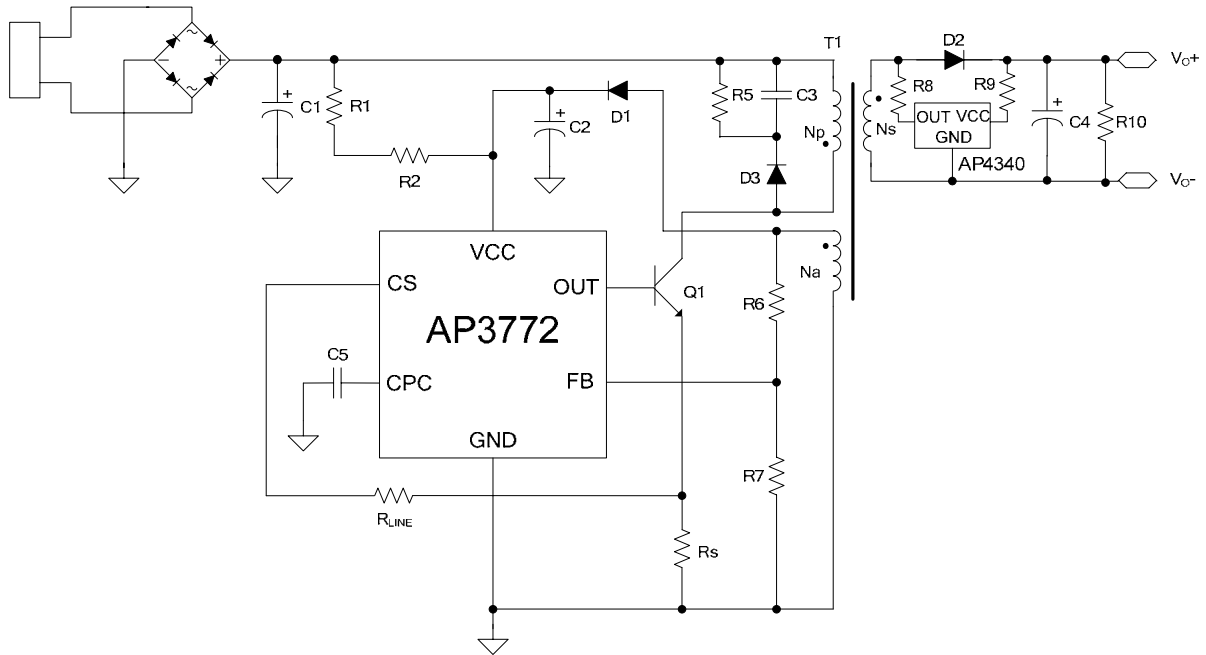 T1
D2
VO+
~
C1
R1
C2
D1
R5
C3
Np
Ns
R8
R9
OUT VCC
GND
AP4340
C4
R10
VO-
R2
D3
VCC
CS
OUT
Q1
Na
R6
AP3772
C5
CPC
FB
GND
R7
RLINE
Rs
~
- +
+
+
+